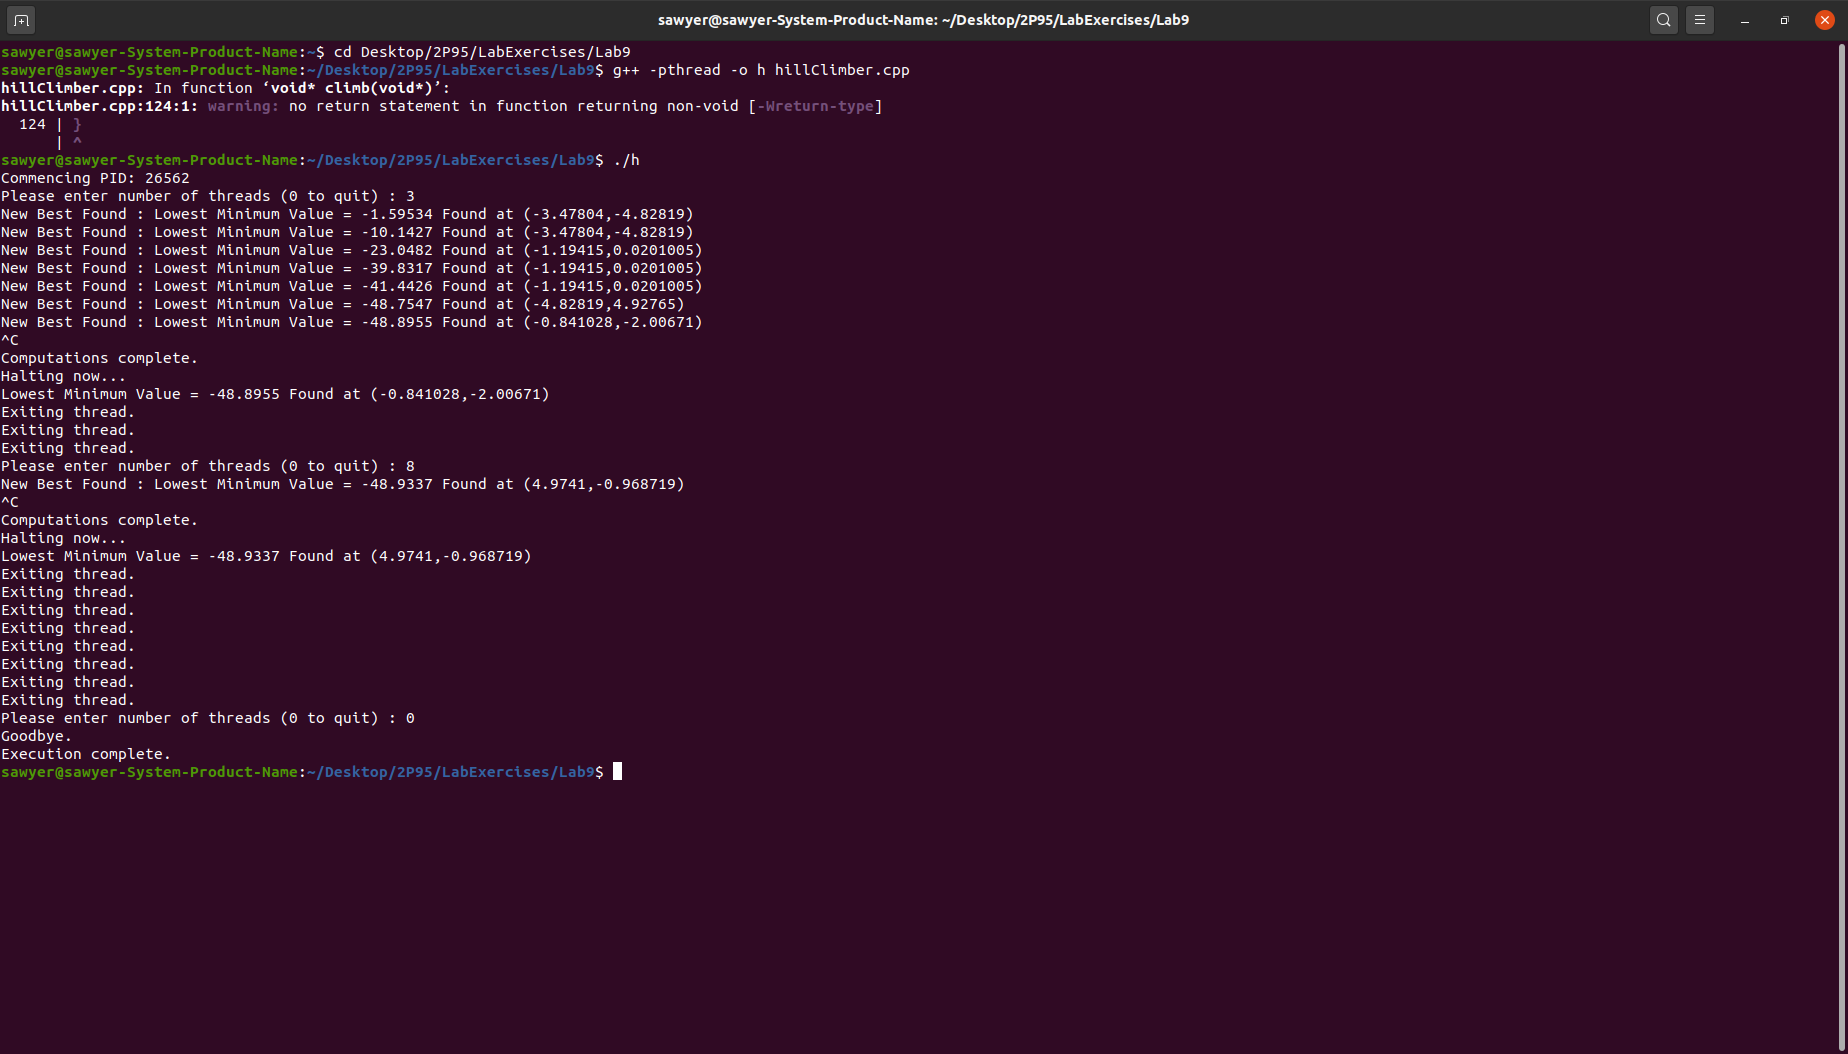 sawyer@sawyer-System-Product-Name: ~/Desktop/2P95/LabExercises/Lab9
sawyer@sawyer-System-Product-Name:~$ cd Desktop/2P95/LabExercises/Lab9
sawyer@sawyer-System-Product-Name:~/Desktop/2P95/LabExercises/Lab9$ g++ -pthread -o h hillClimber.cpp
hillClimber.cpp: In function ‘void* climb(void*)’:
hillClimber.cpp:124:1: warning: no return statement in function returning non-void [-Wreturn-type]
  124 | }
      | ^
sawyer@sawyer-System-Product-Name:~/Desktop/2P95/LabExercises/Lab9$ ./h
Commencing PID: 26562
Please enter number of threads (0 to quit) : 3
New Best Found : Lowest Minimum Value = -1.59534 Found at (-3.47804,-4.82819)
New Best Found : Lowest Minimum Value = -10.1427 Found at (-3.47804,-4.82819)
New Best Found : Lowest Minimum Value = -23.0482 Found at (-1.19415,0.0201005)
New Best Found : Lowest Minimum Value = -39.8317 Found at (-1.19415,0.0201005)
New Best Found : Lowest Minimum Value = -41.4426 Found at (-1.19415,0.0201005)
New Best Found : Lowest Minimum Value = -48.7547 Found at (-4.82819,4.92765)
New Best Found : Lowest Minimum Value = -48.8955 Found at (-0.841028,-2.00671)
^C
Computations complete.
Halting now...
Lowest Minimum Value = -48.8955 Found at (-0.841028,-2.00671)
Exiting thread.
Exiting thread.
Exiting thread.
Please enter number of threads (0 to quit) : 8
New Best Found : Lowest Minimum Value = -48.9337 Found at (4.9741,-0.968719)
^C
Computations complete.
Halting now...
Lowest Minimum Value = -48.9337 Found at (4.9741,-0.968719)
Exiting thread.
Exiting thread.
Exiting thread.
Exiting thread.
Exiting thread.
Exiting thread.
Exiting thread.
Exiting thread.
Please enter number of threads (0 to quit) : 0
Goodbye.
Execution complete.
sawyer@sawyer-System-Product-Name:~/Desktop/2P95/LabExercises/Lab9$